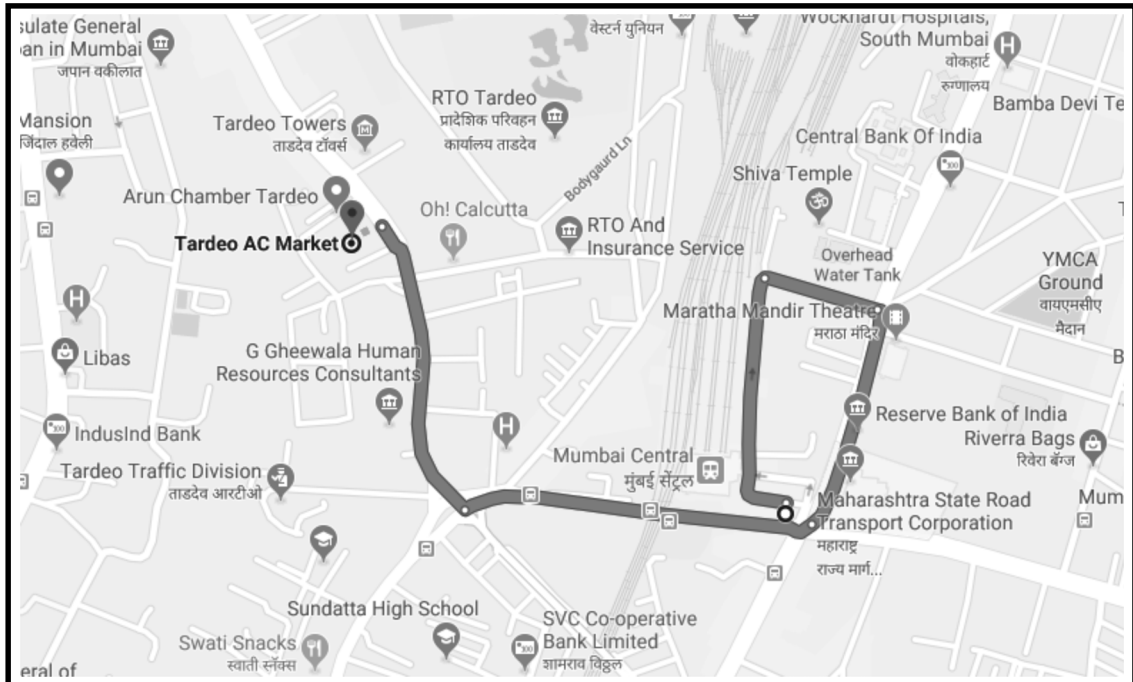 sulate General
an in Mumbai
जपान वकीलात
वेस्टर्न युनियन
Wockhardt Hospitals,
South Mumbai
वोकहार्ट
रुग्णालय
Mansion
जिंदाल हवेली
Tardeo Towers
ताडदेव टॉवर्स
RTO Tardeo
प्रादेशिक परिवहन
कार्यालय ताडदेव
Bodygaurd Ln
Bamba Devi Te
Central Bank Of India
Shiva Temple
Arun Chamber Tardeo
Oh! Calcutta
RTO And
Insurance Service
Tardeo AC Market
Overhead
Water Tank
YMCA
Ground
वायएमसीए
मैदान
Maratha Mandir Theatre
मराठा मंदिर
Libas
G Gheewala Human
Resources Consultants
B
IndusInd Bank
Reserve Bank of India
Riverra Bags
रिवेरा बॅग्ज
Tardeo Traffic Division
ताडदेव आरटीओ
Mumbai Central
मुंबई सेंट्रल
Maharashtra State Road
Transport Corporation
महाराष्ट्र
राज्य मार्ग...
Mum
Sundatta High School
Swati Snacks
स्वाती स्नॅक्स
SVC Co-operative
Bank Limited
शामराव विठ्ठल
eral of